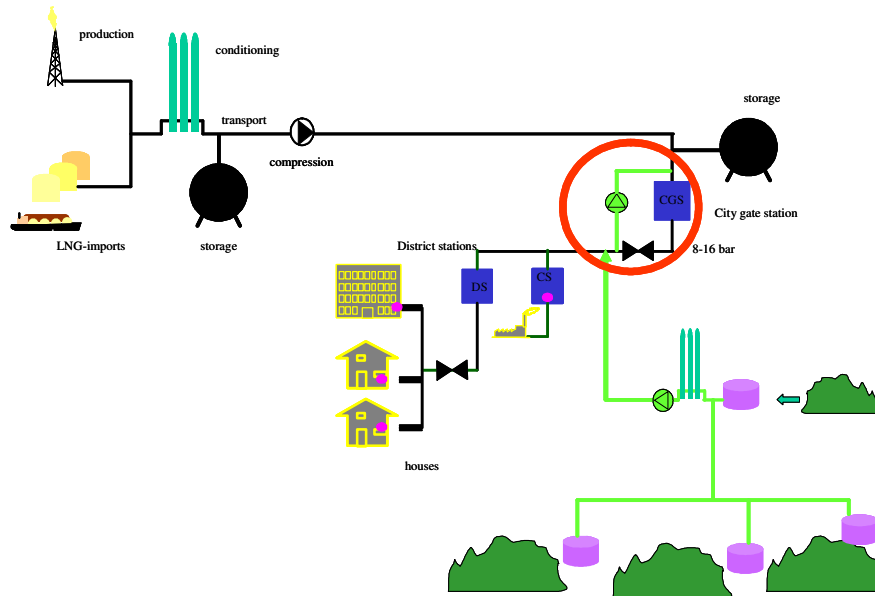 production
conditioning
storage
transport
compression
CGS
City gate station
LNG-imports
storage
District stations
8-16 bar
DS
CS
houses